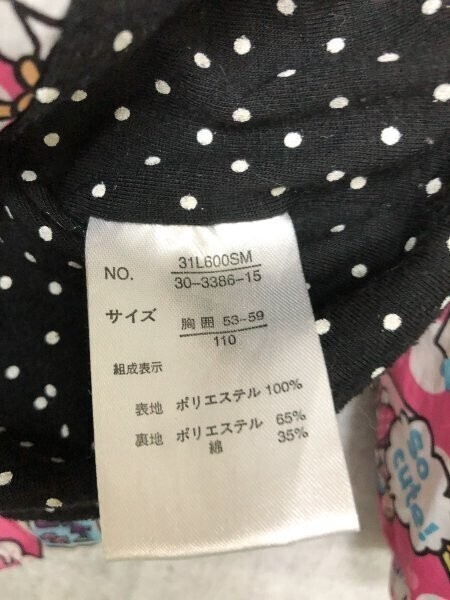 NO. 31L600SM
30-3386-15
サイズ 胸囲 53-59
110
組成表示
表地 ポリエステル 100%
裏地 ポリエステル 65%
綿 35%
Go
cute!